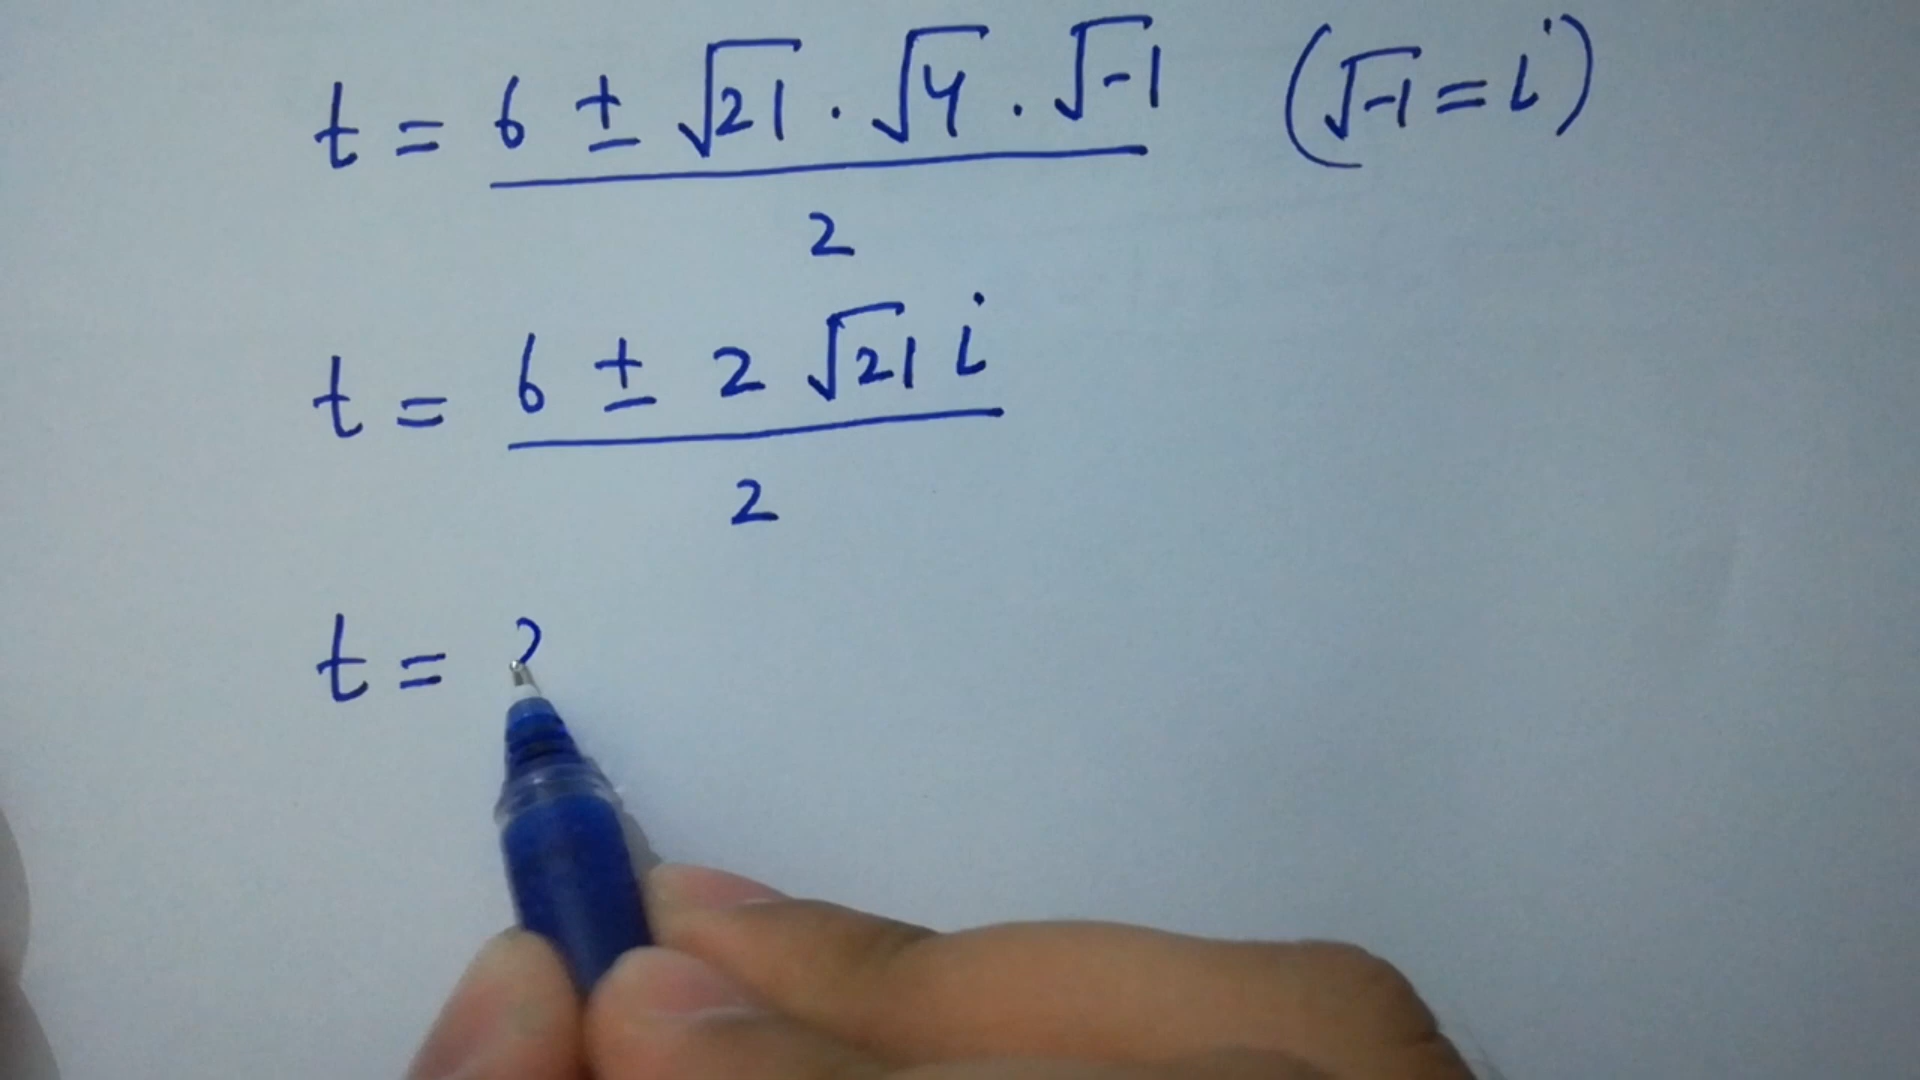 t = 6 ± √21 · √4 · √-1 (√-1 = i)
2
t = 6 ± 2 √21 i
2
t =